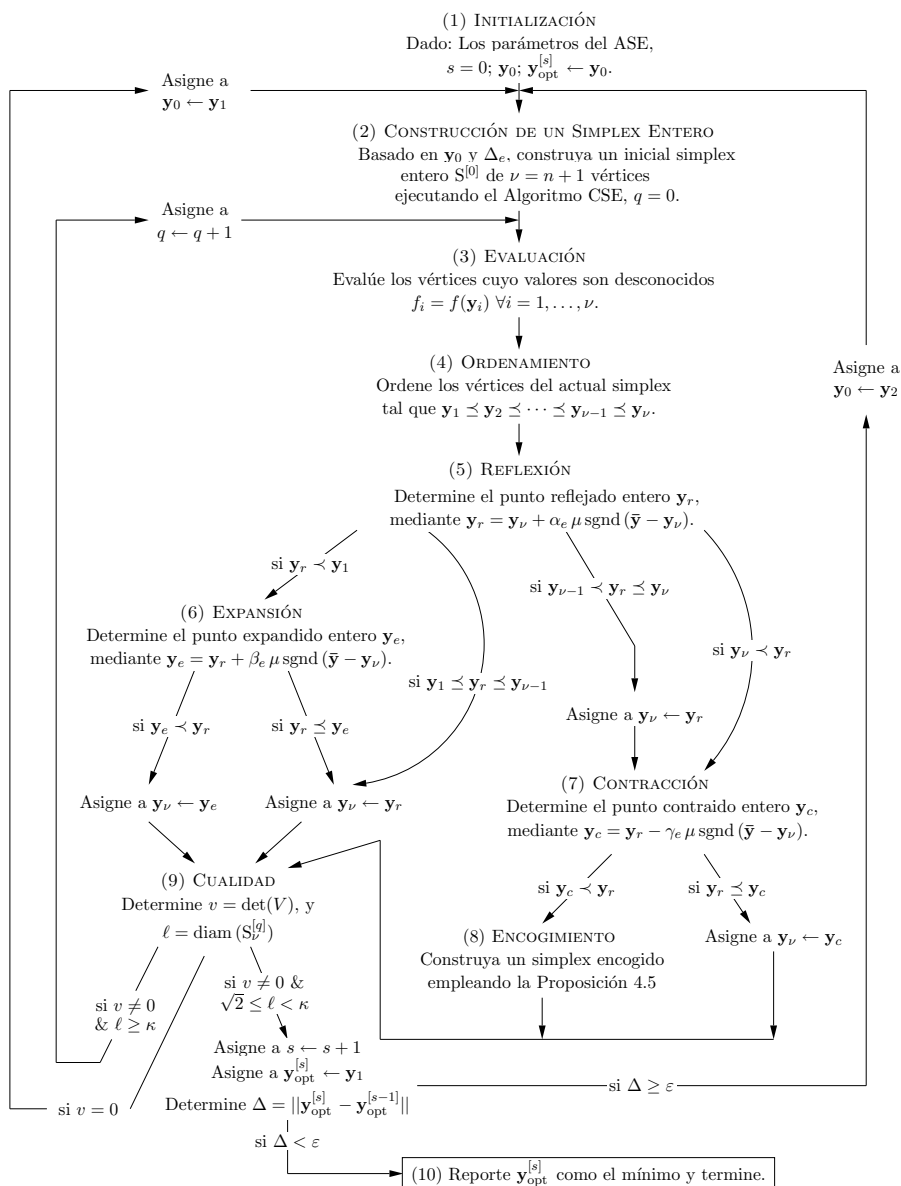 (1) INITIALIZACIÓN
Dado: Los parámetros del ASE,
s = 0; y₀; y_opt^[s] ← y₀.
Asigne a
y₀ ← y₁
(2) CONSTRUCCIÓN DE UN SIMPLEX ENTERO
Basado en y₀ y Δₑ, construya un inicial simplex
entero S^[0] de ν = n + 1 vértices
ejecutando el Algoritmo CSE, q = 0.
Asigne a
q ← q + 1
(3) EVALUACIÓN
Evalúe los vértices cuyo valores son desconocidos
f_i = f(y_i) ∀i = 1, . . . , ν.
(4) ORDENAMIENTO
Ordene los vértices del actual simplex
tal que y₁ ⪯ y₂ ⪯ · · · ⪯ y_{ν−1} ⪯ y_ν.
Asigne a
y₀ ← y₂
(5) REFLEXIÓN
Determine el punto reflejado entero y_r,
mediante y_r = y_ν + α_e μ sgnd (ȳ − y_ν).
si y_r ≺ y₁
si y_{ν−1} ≺ y_r ⪯ y_ν
(6) EXPANSIÓN
Determine el punto expandido entero y_e,
mediante y_e = y_r + β_e μ sgnd (ȳ − y_ν).
si y_ν ≺ y_r
si y₁ ⪯ y_r ⪯ y_{ν−1}
si y_e ≺ y_r
si y_r ⪯ y_e
Asigne a y_ν ← y_r
Asigne a y_ν ← y_e
Asigne a y_ν ← y_r
(7) CONTRACCIÓN
Determine el punto contraido entero y_c,
mediante y_c = y_r − γ_e μ sgnd (ȳ − y_ν).
si y_c ≺ y_r
si y_r ⪯ y_c
(9) CUALIDAD
Determine v = det(V), y
ℓ = diam (S_ν^[q])
(8) ENCOGIMIENTO
Construya un simplex encogido
empleando la Proposición 4.5
Asigne a y_ν ← y_c
si v ≠ 0
& ℓ ≥ κ
si v ≠ 0 &
√2 ≤ ℓ < κ
Asigne a s ← s + 1
Asigne a y_opt^[s] ← y₁
Determine Δ = ||y_opt^[s] − y_opt^[s−1]||
si Δ ≥ ε
si v = 0
si Δ < ε
(10) Reporte y_opt^[s] como el mínimo y termine.